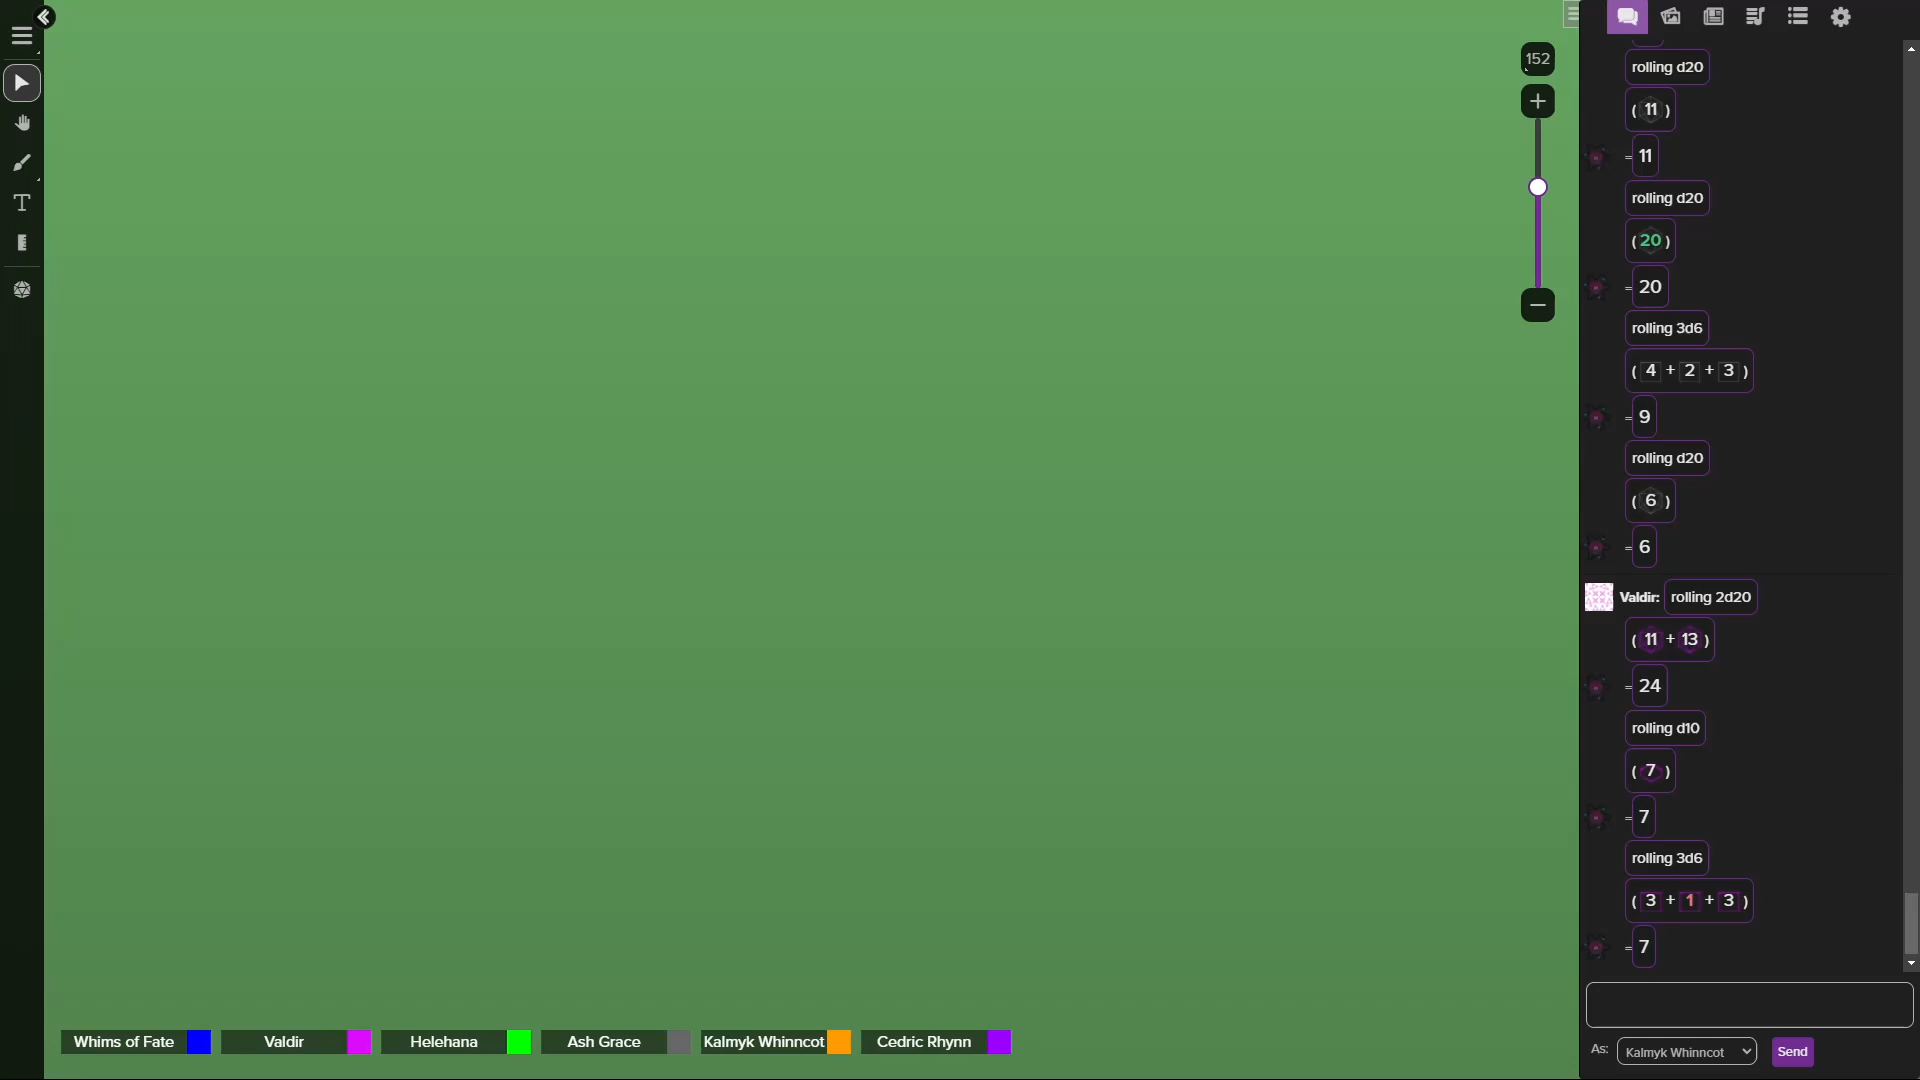 152
rolling d20
( 11 )
= 11
rolling d20
( 20 )
= 20
rolling 3d6
( 4 + 2 + 3 )
= 9
rolling d20
( 6 )
= 6
Valdir: rolling 2d20
( 11 + 13 )
= 24
rolling d10
( 7 )
= 7
rolling 3d6
( 3 + 1 + 3 )
= 7
Whims of Fate
Valdir
Helehana
Ash Grace
Kalmyk Whinncot
Cedric Rhynn
As: Kalmyk Whinncot Send